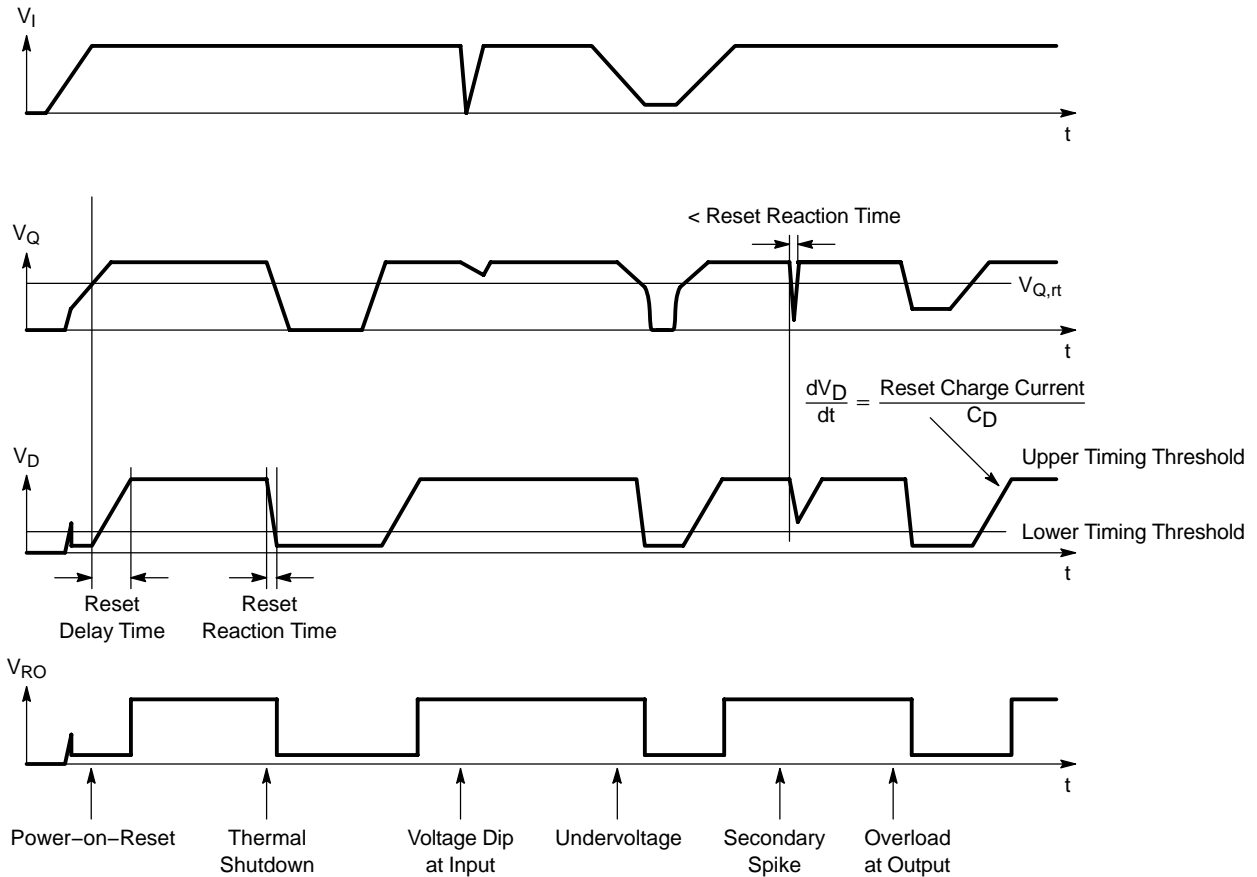 V_I
t
< Reset Reaction Time
V_Q
V_Q,rt
t
dV_D
dt
=
Reset Charge Current
C_D
V_D
Upper Timing Threshold
Lower Timing Threshold
t
Reset
Delay Time
Reset
Reaction Time
V_RO
t
Power−on−Reset
Thermal
Shutdown
Voltage Dip
at Input
Undervoltage
Secondary
Spike
Overload
at Output